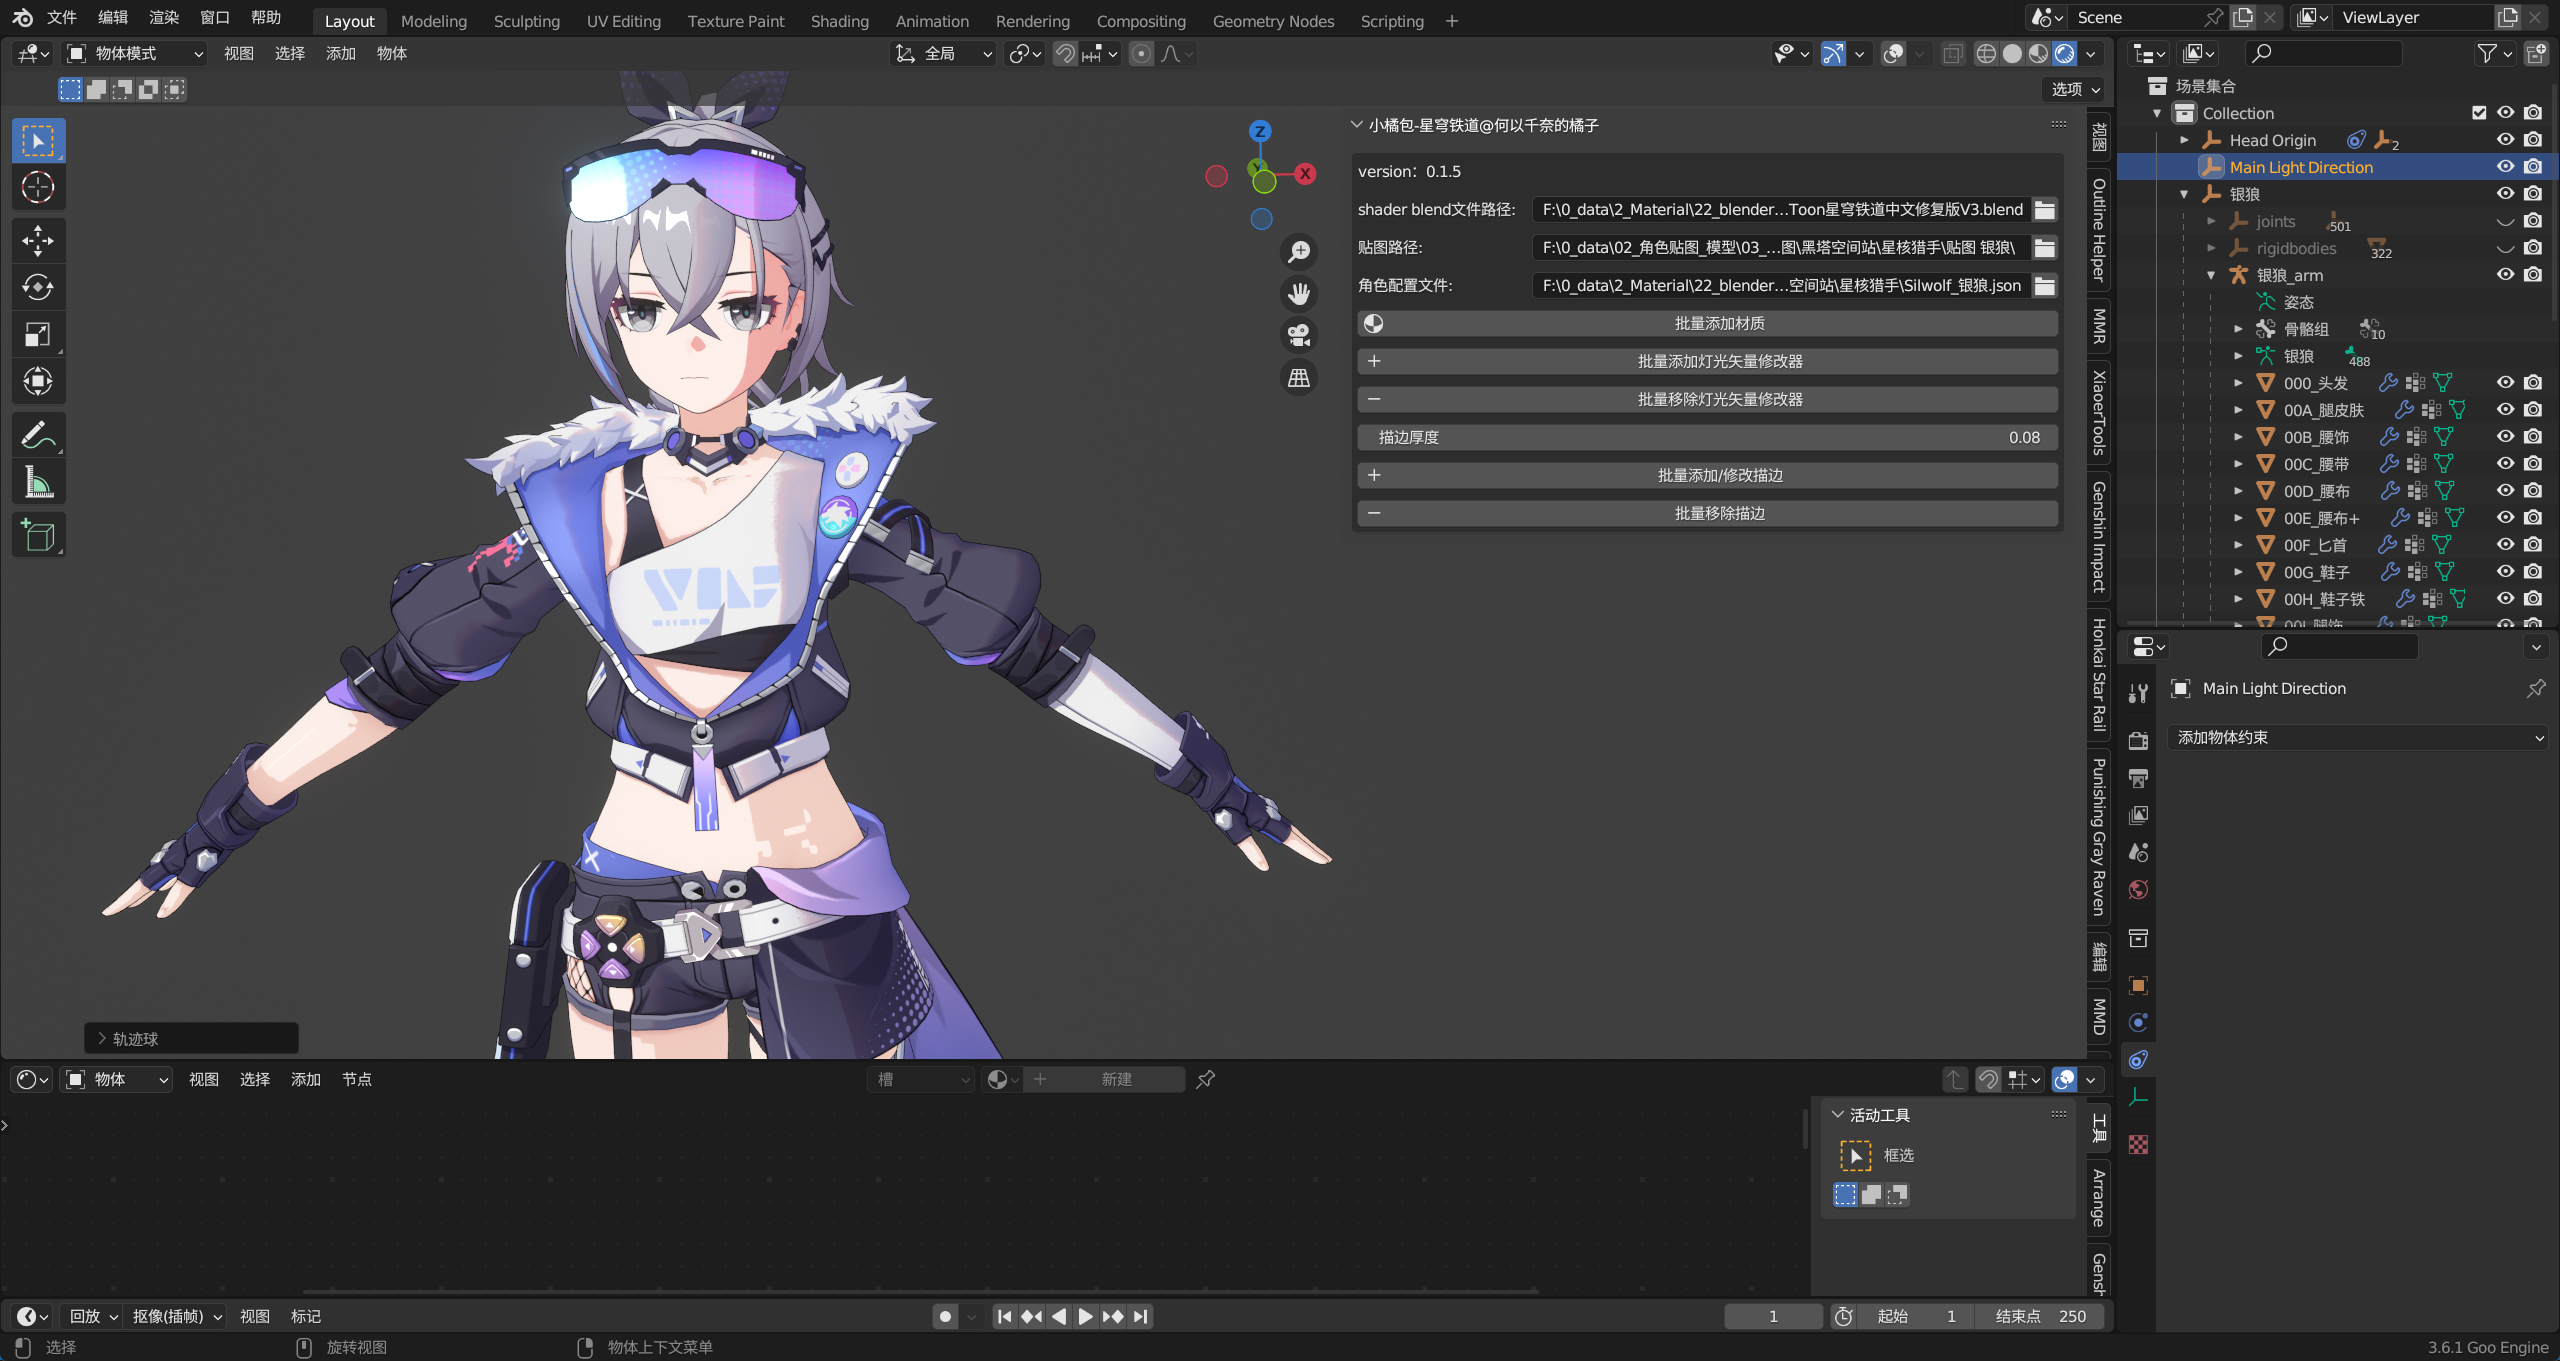 文件 编辑 渲染 窗口 帮助 Layout Modeling Sculpting UV Editing Texture Paint Shading Animation Rendering Compositing Geometry Nodes Scripting + Scene ViewLayer
物体模式 视图 选择 添加 物体 全局
选项
小橘包-星穹铁道@何以千奈的橘子
version: 0.1.5
shader blend文件路径: F:\0_data\2_Material\22_blender...Toon星穹铁道中文修复版V3.blend
贴图路径: F:\0_data\02_角色贴图_模型\03_...图\黑塔空间站\星核猎手\贴图 银狼\
角色配置文件: F:\0_data\2_Material\22_blender...空间站\星核猎手\Silwolf_银狼.json
批量添加材质
批量添加灯光矢量修改器
批量移除灯光矢量修改器
描边厚度 0.08
批量添加/修改描边
批量移除描边
Z
Y
X
视图
Outline Helper
MMR
XiaoerTools
Genshin Impact
Honkai Star Rail
Punishing Gray Raven
编辑
MMD
轨迹球
场景集合
Collection
Head Origin 2
Main Light Direction
银狼
joints 501
rigidbodies 322
银狼_arm
姿态
骨骼组 10
银狼 488
000_头发
00A_腿皮肤
00B_腰饰
00C_腰带
00D_腰布
00E_腰布+
00F_匕首
00G_鞋子
00H_鞋子铁
00I_腿饰
Main Light Direction
添加物体约束
物体 视图 选择 添加 节点 槽 新建
活动工具
框选
工具
Arrange
Gensh
回放 抠像(插帧) 视图 标记 1 起始 1 结束点 250
选择 旋转视图 物体上下文菜单 3.6.1 Goo Engine